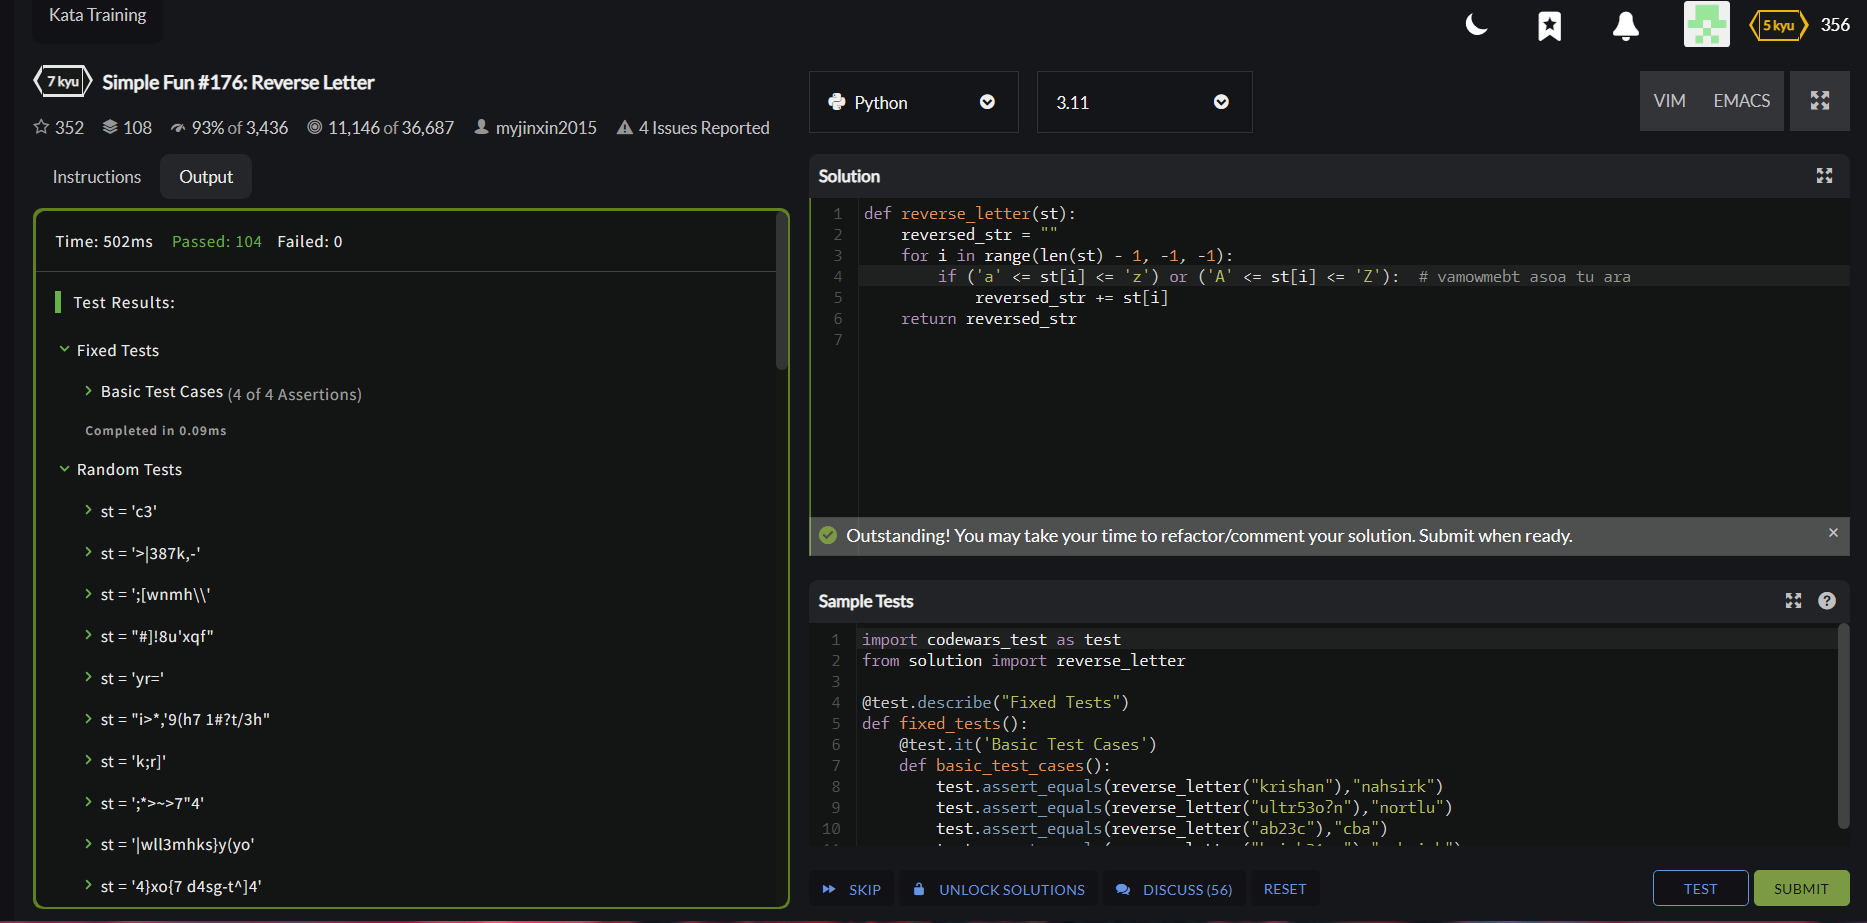 Kata Training
5 kyu 356
7 kyu Simple Fun #176: Reverse Letter
352 108 93% of 3,436 11,146 of 36,687 myjinxin2015 4 Issues Reported
Python 3.11
VIM EMACS
Instructions Output
Time: 502ms Passed: 104 Failed: 0
Test Results:
Fixed Tests
Basic Test Cases (4 of 4 Assertions)
Completed in 0.09ms
Random Tests
st = 'c3'
st = '>|387k,-'
st = ';[wnmh\\'
st = "#]!8u'xqf"
st = 'yr='
st = "i>*,'9(h7 1#?t/3h"
st = 'k;r]'
st = ';*>~>7"4'
st = '|wll3mhks}y(yo'
st = '4}xo{7 d4sg-t^]4'
Solution
1 def reverse_letter(st):
2     reversed_str = ""
3     for i in range(len(st) - 1, -1, -1):
4         if ('a' <= st[i] <= 'z') or ('A' <= st[i] <= 'Z'):  # vamowmebt asoa tu ara
5             reversed_str += st[i]
6     return reversed_str
7
Outstanding! You may take your time to refactor/comment your solution. Submit when ready. ×
Sample Tests ?
1 import codewars_test as test
2 from solution import reverse_letter
3
4 @test.describe("Fixed Tests")
5 def fixed_tests():
6     @test.it('Basic Test Cases')
7     def basic_test_cases():
8         test.assert_equals(reverse_letter("krishan"),"nahsirk")
9         test.assert_equals(reverse_letter("ultr53o?n"),"nortlu")
10         test.assert_equals(reverse_letter("ab23c"),"cba")
SKIP UNLOCK SOLUTIONS DISCUSS (56) RESET TEST SUBMIT